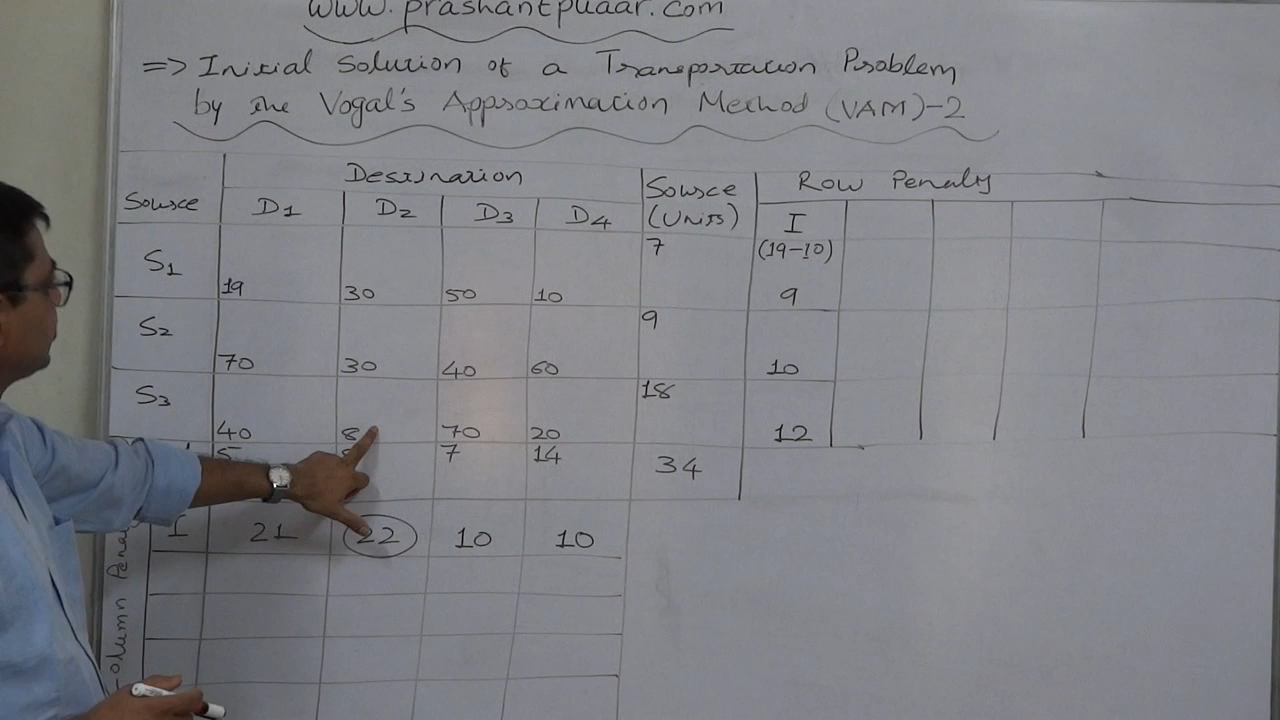 www.prashantpuaar.com
=> Initial Solution of a Transportation Problem
by the Vogal's Approximation Method (VAM)-2
Source Destination Source (Units) Row Penalty
D1 D2 D3 D4 I
S1 19 30 50 10 7 (19-10) 9
S2 70 30 40 60 9 10
S3 40 8 70 20 18 12
5 7 14 34
I 21 22 10 10